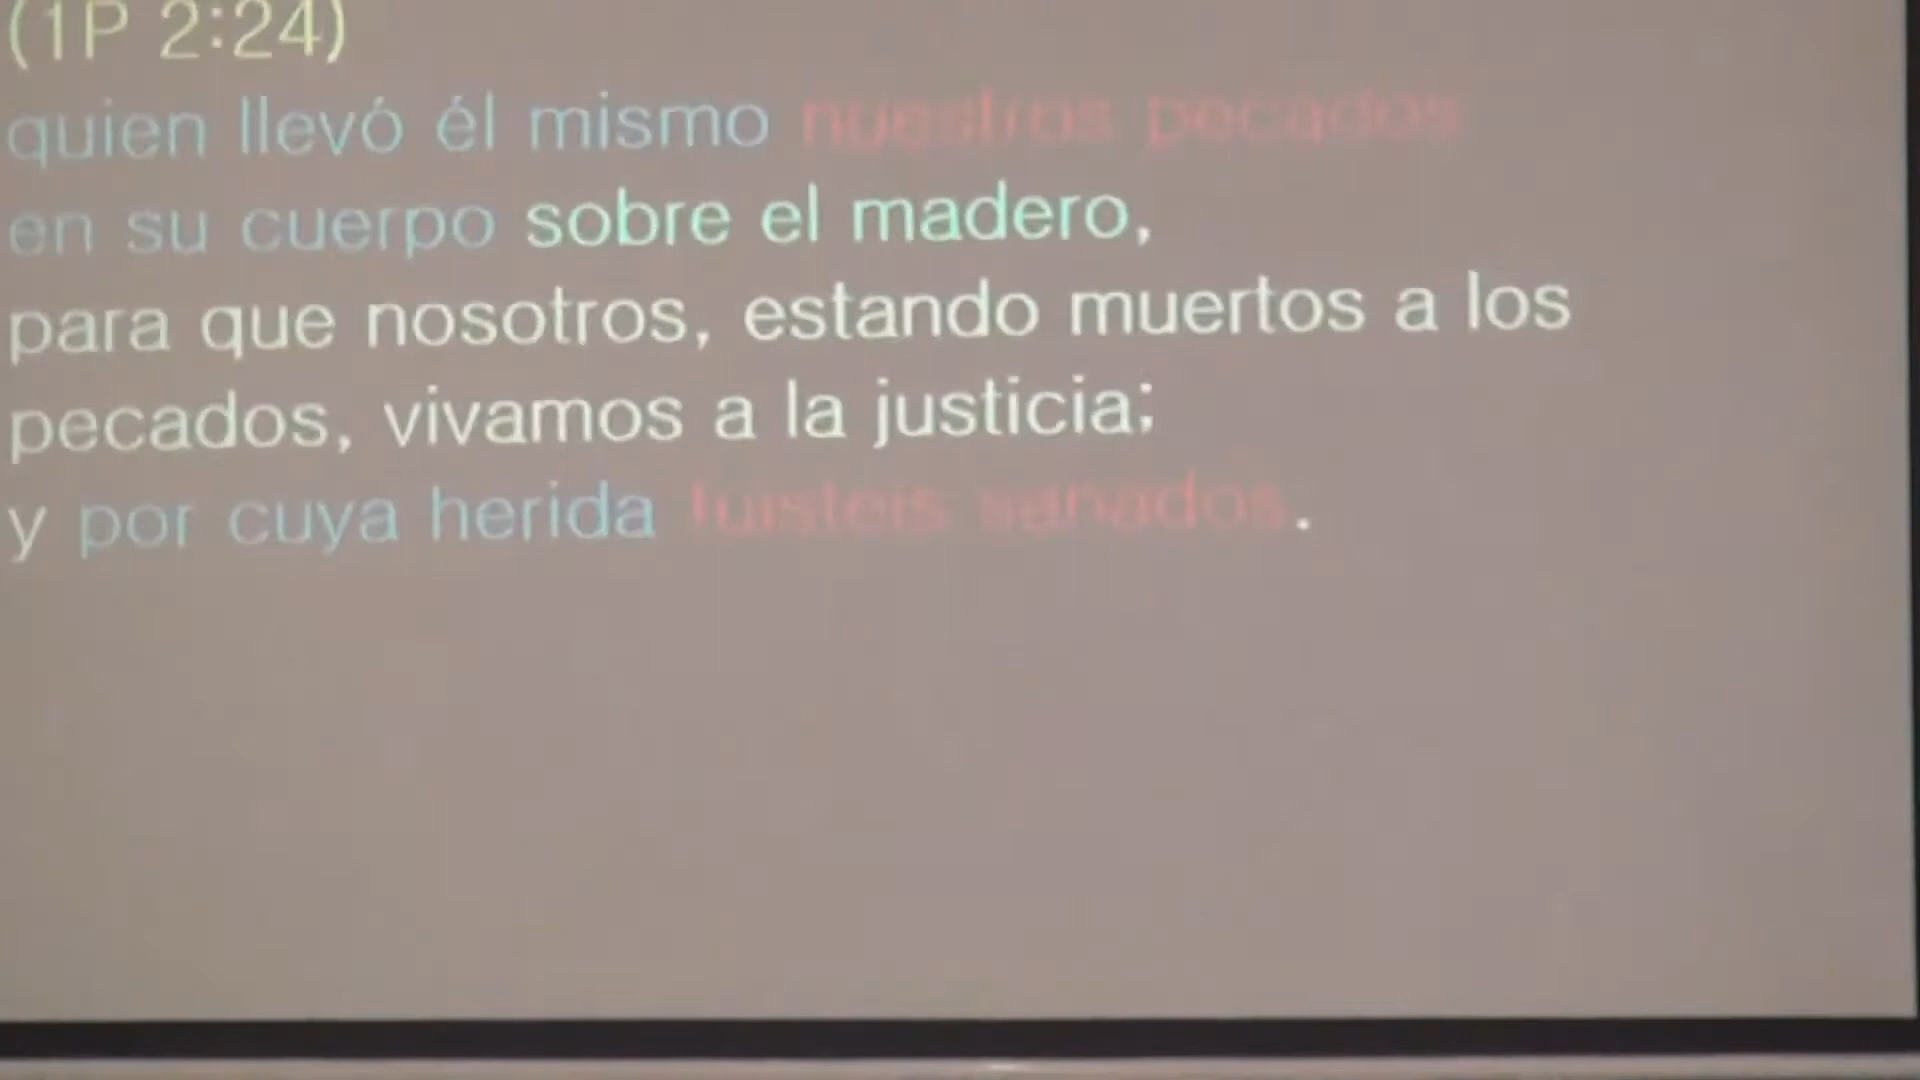 (1P 2:24)
quien llevó él mismo nuestros pecados
en su cuerpo sobre el madero,
para que nosotros, estando muertos a los
pecados, vivamos a la justicia;
y por cuya herida fuisteis sanados.